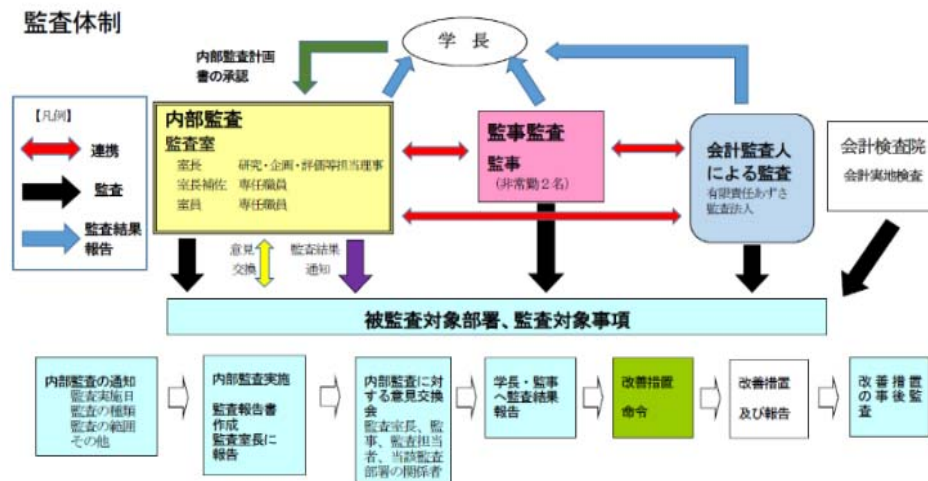 監査体制
学 長
内部監査計画
書の承認
【凡例】
連携
監査
監査結果
報告
内部監査
監査室
室長 研究・企画・評価等担当理事
室長補佐 専任職員
室員 専任職員
監事監査
監事
(非常勤2名)
会計監査人
による監査
有限責任あずさ
監査法人
会計検査院
会計実地検査
意見
交換
監査結果
通知
被監査対象部署、監査対象事項
内部監査の通知
監査実施日
監査の種類
監査の範囲
その他
内部監査実施
監査報告書
作成
監査室長に
報告
内部監査に対
する意見交換
会
監査室長、監
事、監査担当
者、当該監査
部署の関係者
学長・監事
へ監査結果
報告
改善措置
命令
改善措置
及び報告
改善措置
の事後監
査